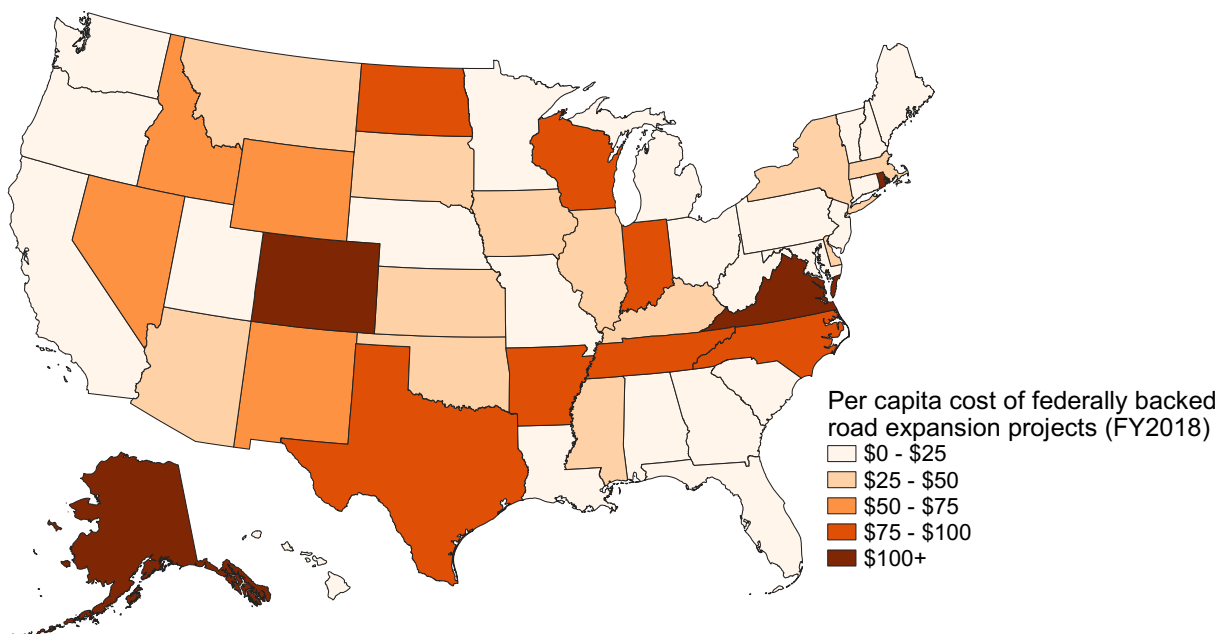 Per capita cost of federally backed
road expansion projects (FY2018)
$0 - $25
$25 - $50
$50 - $75
$75 - $100
$100+